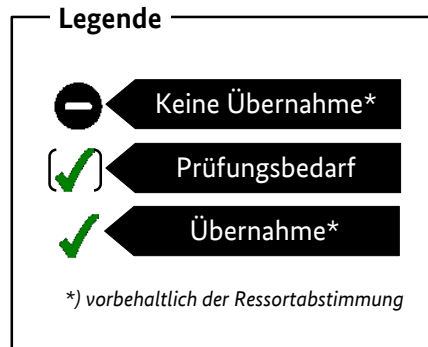 Legende
Keine Übernahme*
Prüfungsbedarf
Übernahme*
*) vorbehaltlich der Ressortabstimmung